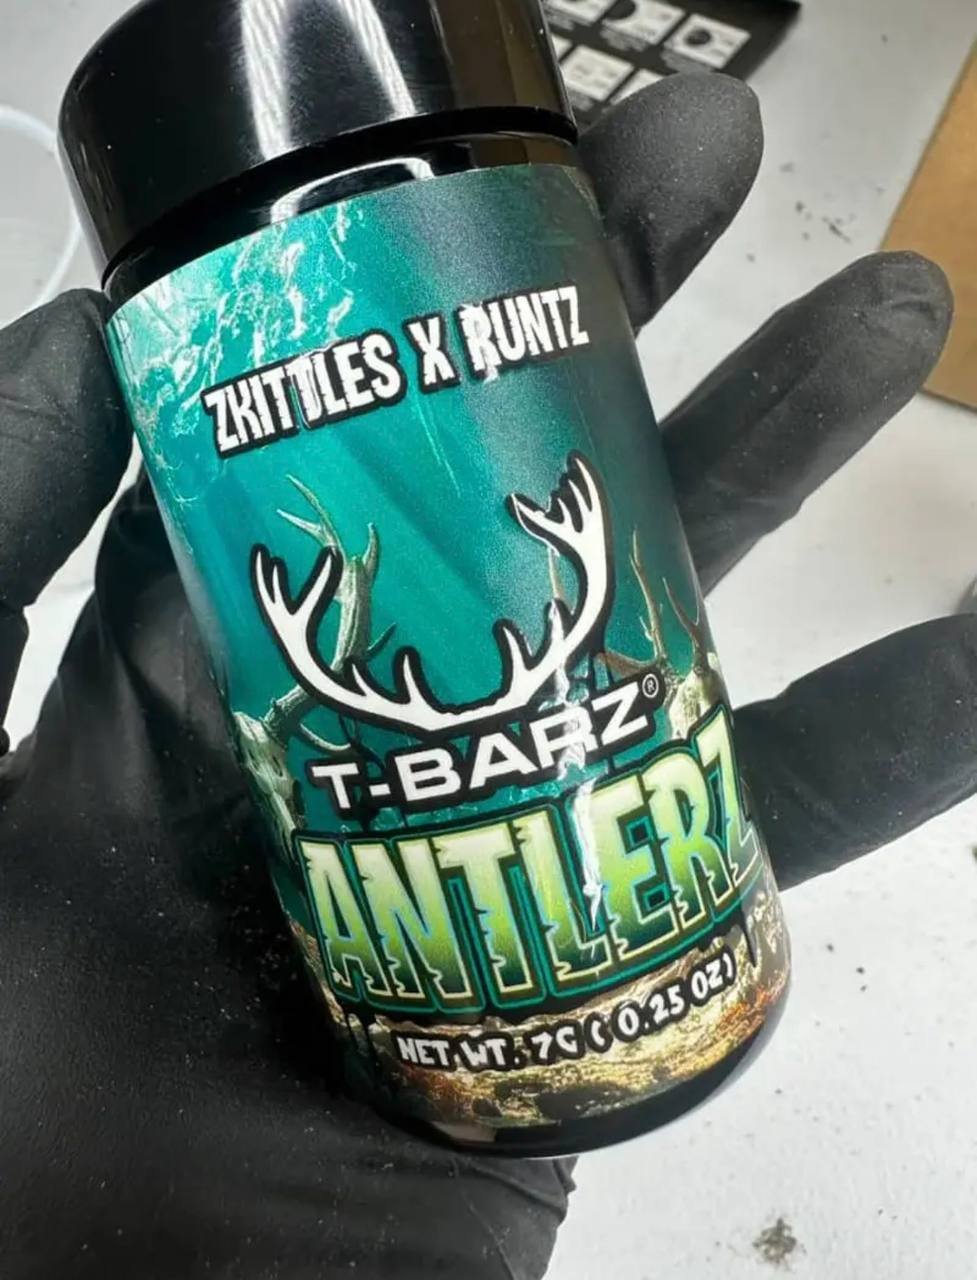 ZKITTLES X RUNTZ
T-BARZ®
ANTLERZ
NET WT. 7G ( 0.25 OZ)